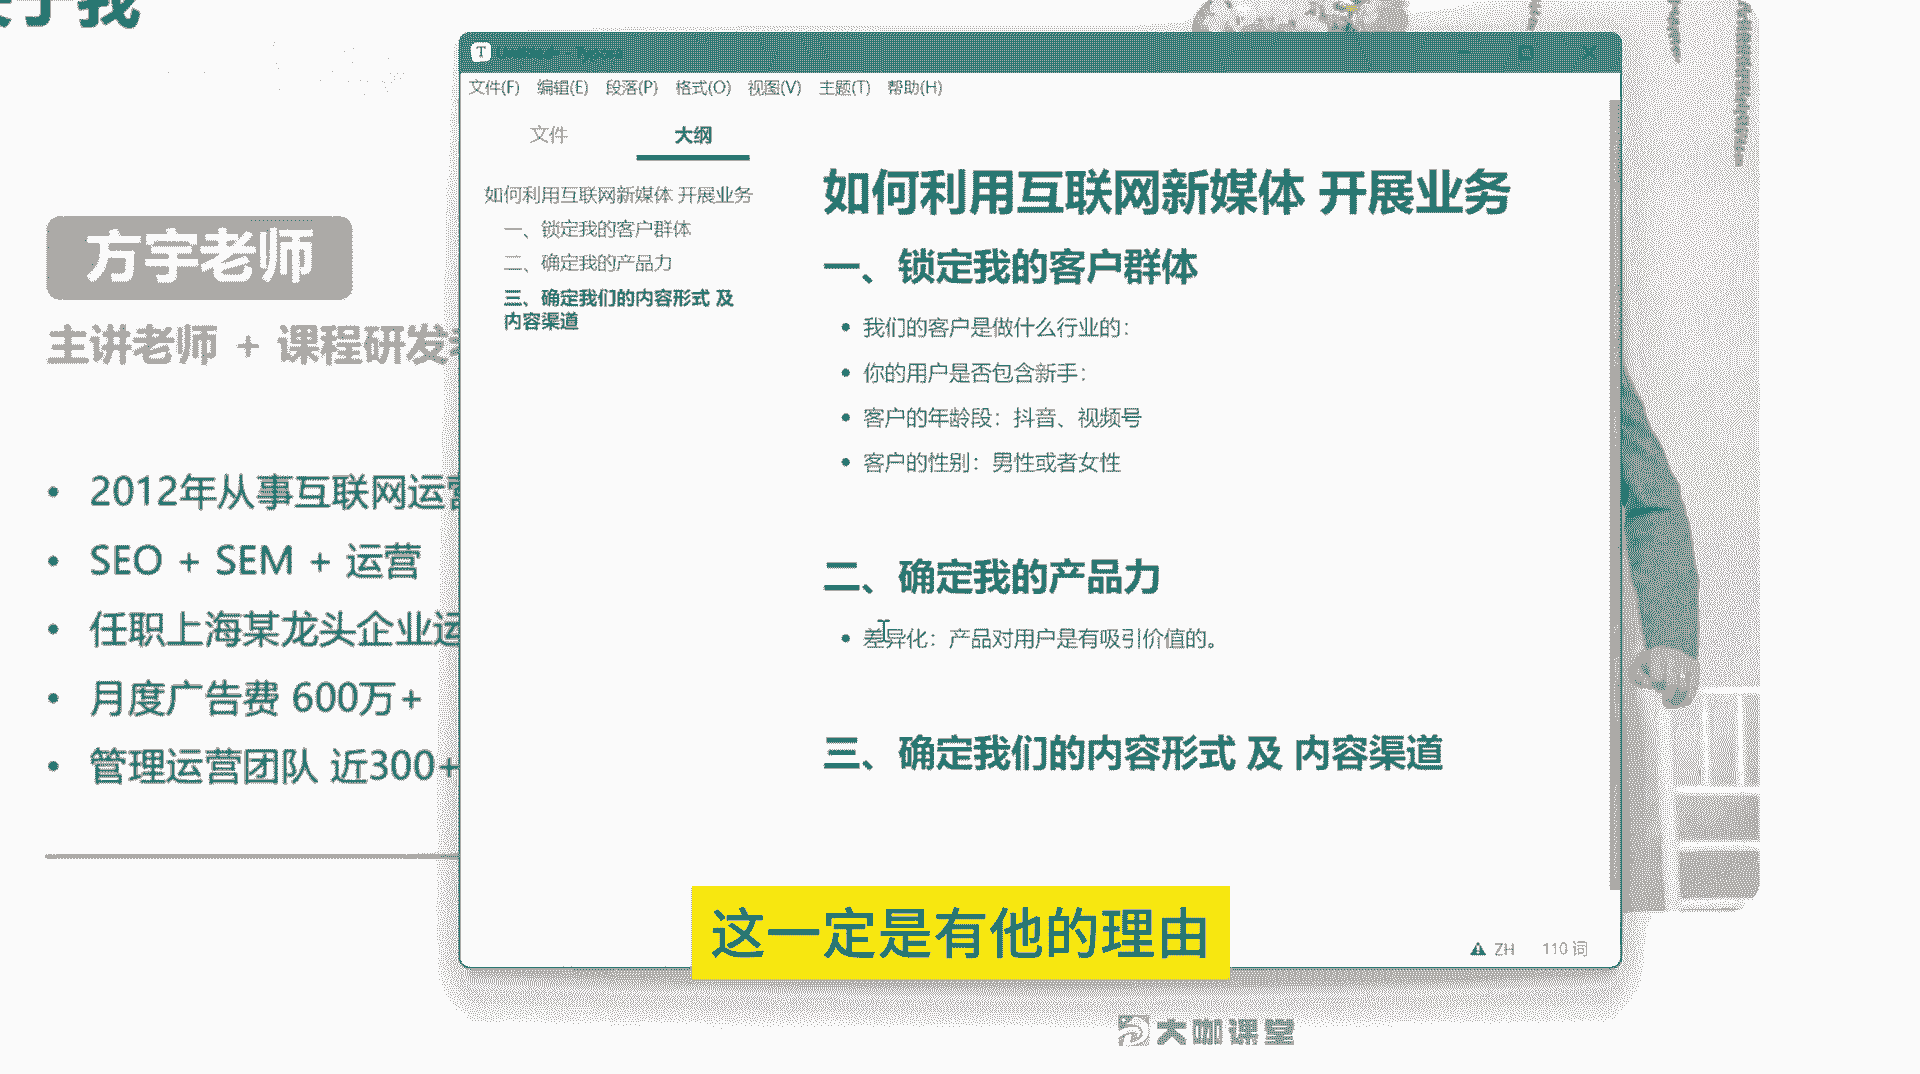 于我
方宇老师
主讲老师 + 课程研发
• 2012年从事互联网运营
• SEO + SEM + 运营
• 任职上海某龙头企业运
• 月度广告费 600万+
• 管理运营团队 近300+
文件(F) 编辑(E) 段落(P) 格式(O) 视图(V) 主题(T) 帮助(H)
文件 大纲
如何利用互联网新媒体 开展业务
一、锁定我的客户群体
二、确定我的产品力
三、确定我们的内容形式 及
内容渠道
如何利用互联网新媒体 开展业务
一、锁定我的客户群体
• 我们的客户是做什么行业的：
• 你的用户是否包含新手：
• 客户的年龄段：抖音、视频号
• 客户的性别：男性或者女性
二、确定我的产品力
• 差异化：产品对用户是有吸引价值的。
三、确定我们的内容形式 及 内容渠道
这一定是有他的理由
ZH 110 词
大咖课堂